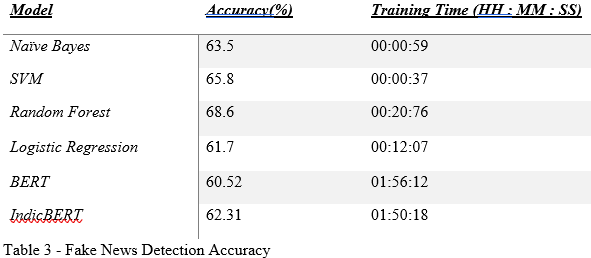 Model Accuracy(%) Training Time (HH : MM : SS)
Naïve Bayes 63.5 00:00:59
SVM 65.8 00:00:37
Random Forest 68.6 00:20:76
Logistic Regression 61.7 00:12:07
BERT 60.52 01:56:12
IndicBERT 62.31 01:50:18
Table 3 - Fake News Detection Accuracy